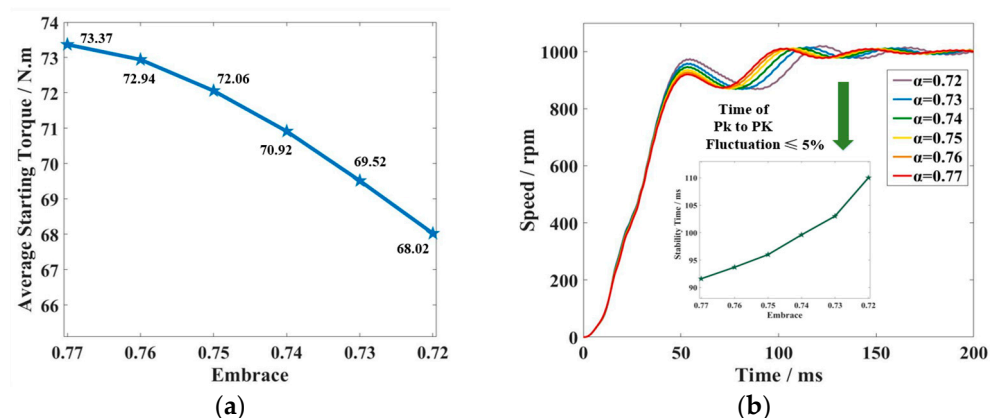 74
73
72
71
70
69
68
67
66
73.37
72.94
72.06
70.92
69.52
68.02
0.77 0.76 0.75 0.74 0.73 0.72
Average Starting Torque / N.m
Embrace
(a)
1000
800
600
400
200
0
0 50 100 150 200
Speed / rpm
Time / ms
Time of
Pk to PK
Fluctuation ⩽ 5%
α=0.72
α=0.73
α=0.74
α=0.75
α=0.76
α=0.77
110
105
100
95
90
0.77 0.76 0.75 0.74 0.73 0.72
Stability Time / ms
Embrace
(b)